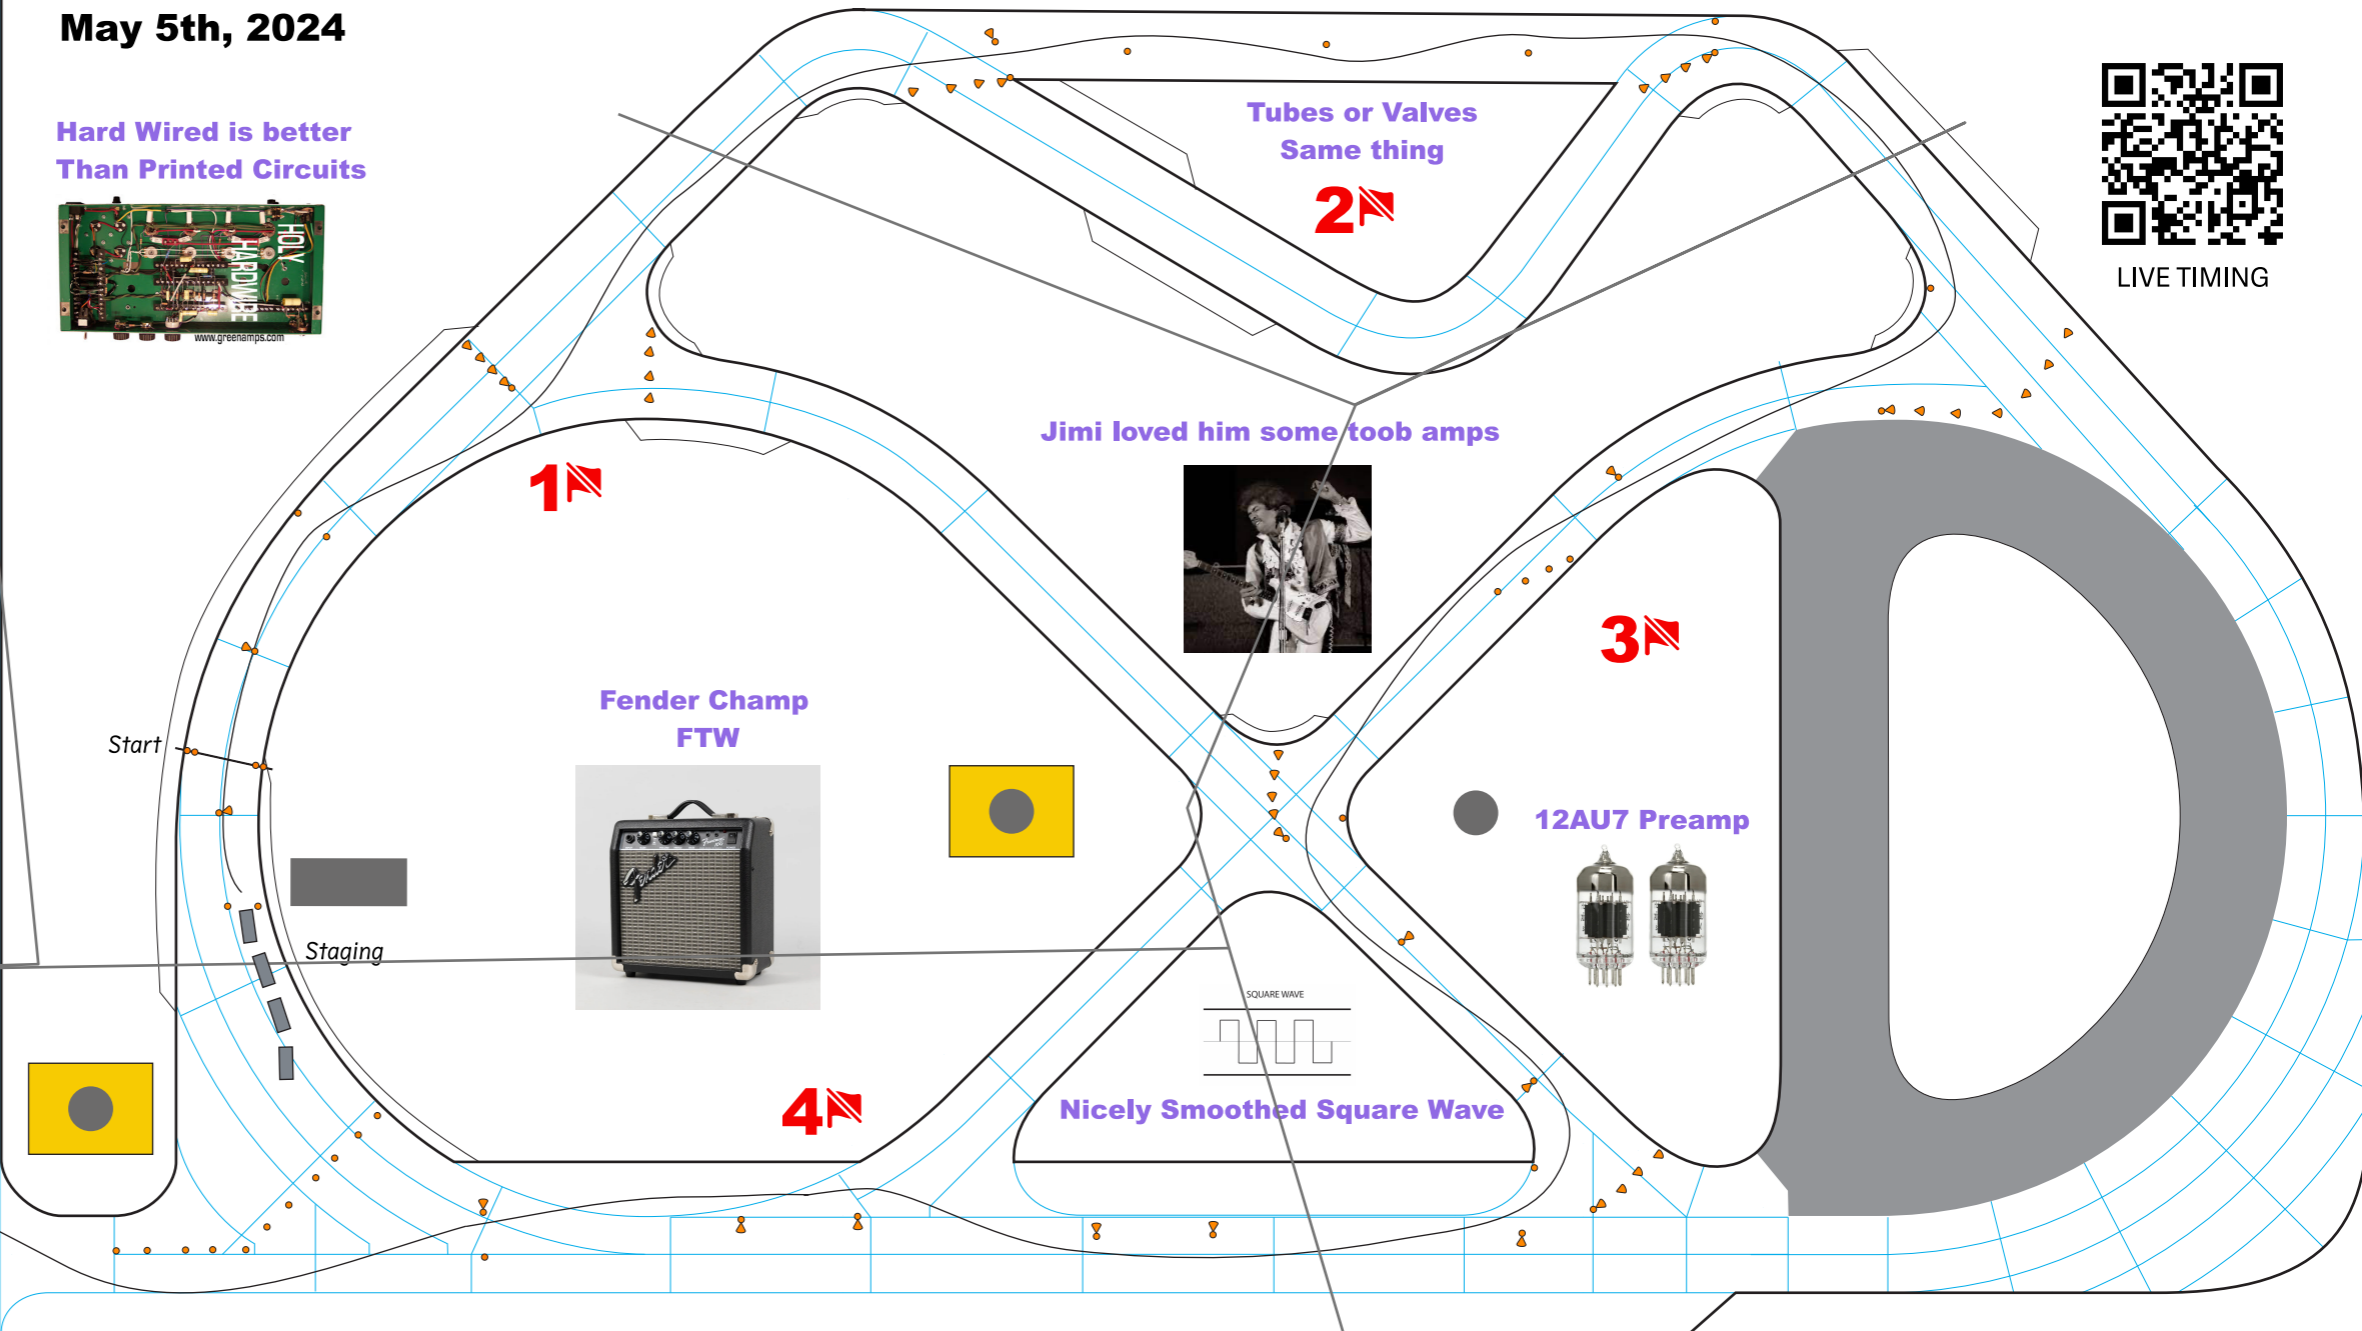 May 5th, 2024
Hard Wired is better
Than Printed Circuits
HOLY
HARDWIRE
www.greenamps.com
Tubes or Valves
Same thing
2
LIVE TIMING
Jimi loved him some toob amps
1
3
Fender Champ
FTW
Fender
Start
12AU7 Preamp
Staging
SQUARE WAVE
4
Nicely Smoothed Square Wave